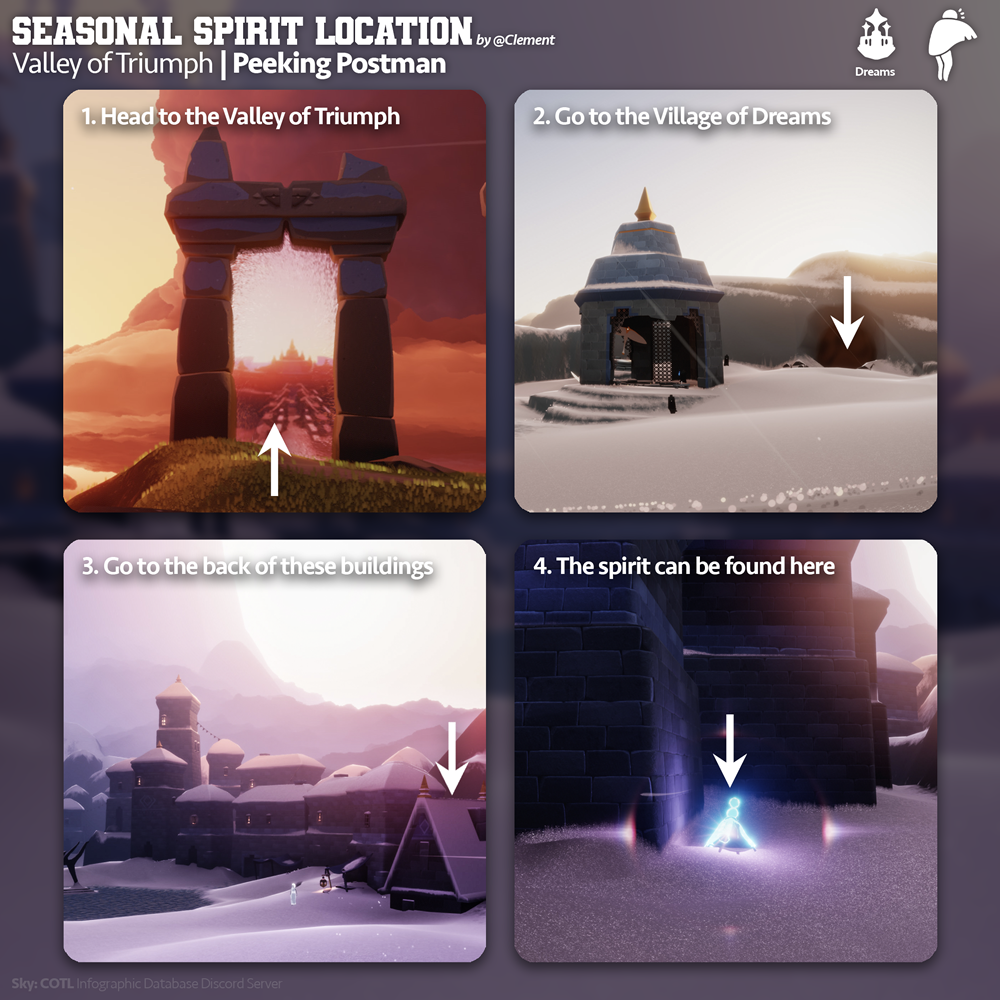 SEASONAL SPIRIT LOCATION by @Clement
Valley of Triumph | Peeking Postman
Dreams
1. Head to the Valley of Triumph
2. Go to the Village of Dreams
3. Go to the back of these buildings
4. The spirit can be found here
Sky: COTL Infographic Database Discord Server